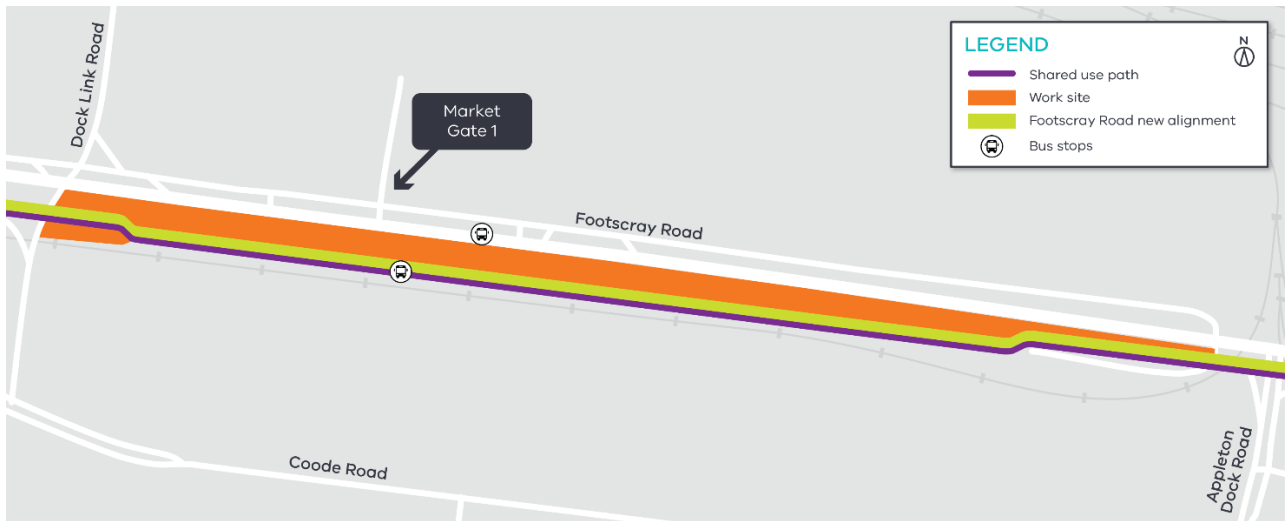 LEGEND
N
Shared use path
Work site
Footscray Road new alignment
Bus stops
Dock Link Road
Market
Gate 1
Footscray Road
Coode Road
Appleton
Dock Road